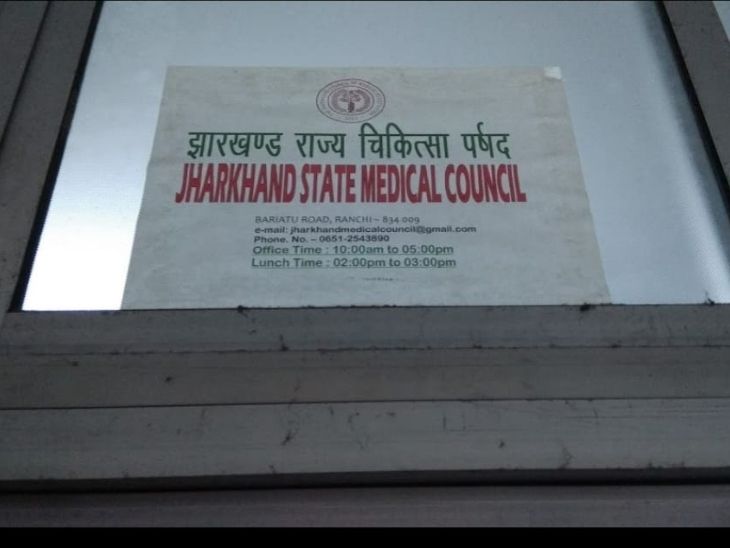 झारखण्ड राज्य चिकित्सा पर्षद
JHARKHAND STATE MEDICAL COUNCIL
BARIATU ROAD, RANCHI – 834 009
e-mail: jharkhandmedicalcouncil@gmail.com
Phone. No. – 0651-2543890
Office Time : 10:00am to 05:00pm
Lunch Time : 02:00pm to 03:00pm